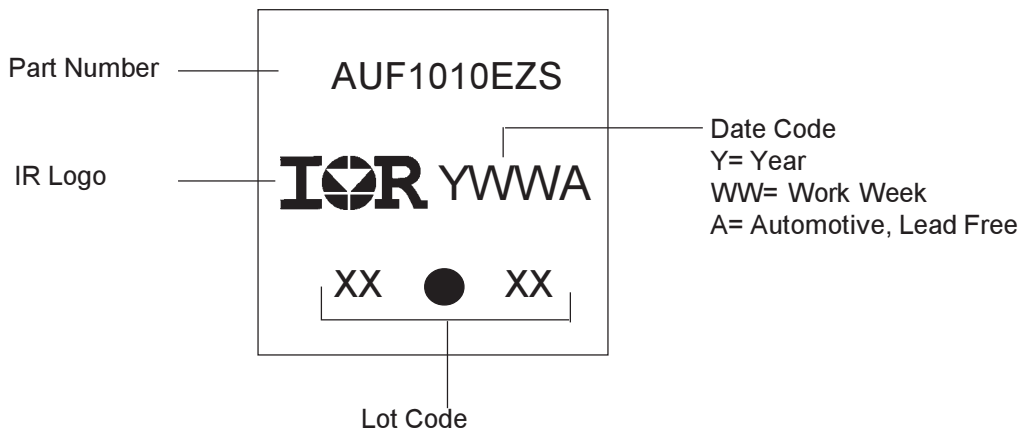 Part Number
AUF1010EZS
IR Logo
IOR YWWA
Date Code
Y= Year
WW= Work Week
A= Automotive, Lead Free
XX XX
Lot Code